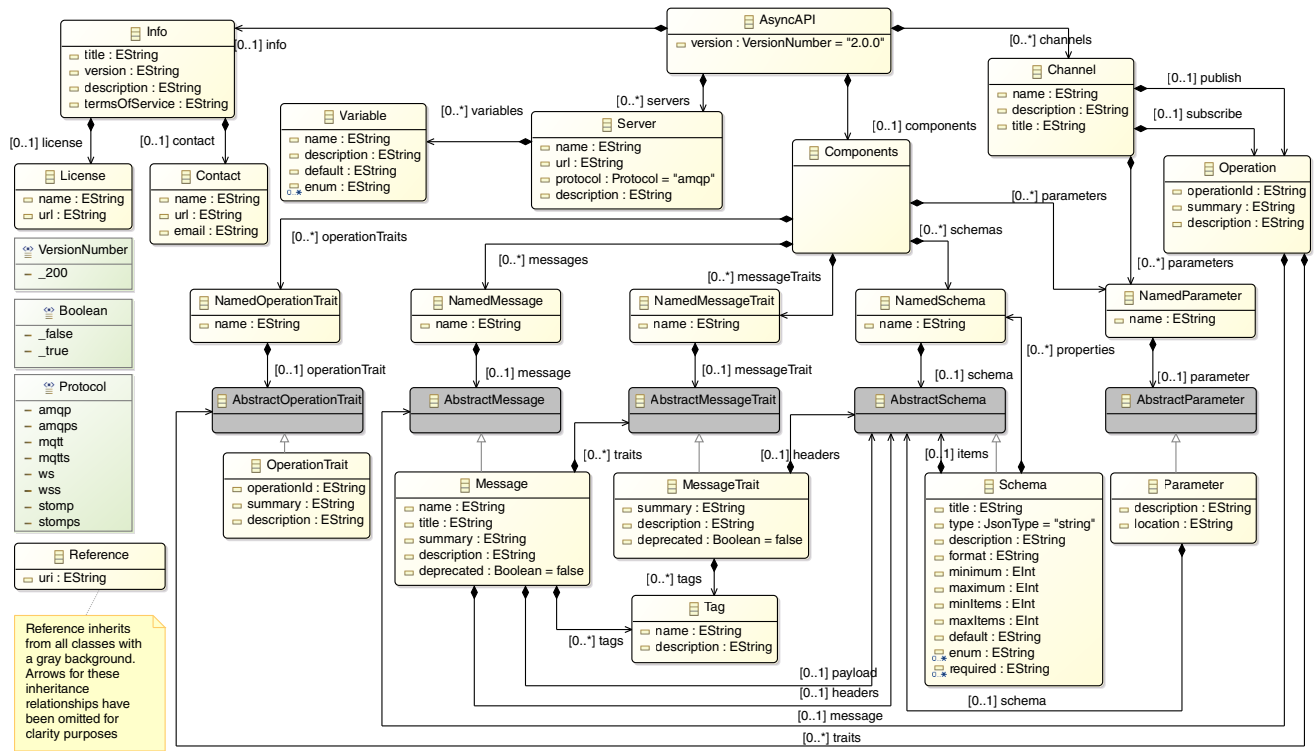 AsyncAPI
version : VersionNumber = "2.0.0"
Info
title : EString
version : EString
description : EString
termsOfService : EString
[0..1] info
[0..*] channels
Channel
name : EString
description : EString
title : EString
[0..1] publish
[0..1] subscribe
[0..*] servers
[0..*] variables
Variable
name : EString
description : EString
default : EString
enum : EString
0..*
Server
name : EString
url : EString
protocol : Protocol = "amqp"
description : EString
[0..1] components
Components
[0..1] license
[0..1] contact
License
name : EString
url : EString
Contact
name : EString
url : EString
email : EString
Operation
operationId : EString
summary : EString
description : EString
[0..*] parameters
[0..*] operationTraits
[0..*] schemas
[0..*] messages
[0..*] messageTraits
[0..*] parameters
VersionNumber
_200
Boolean
_false
_true
Protocol
amqp
amqps
mqtt
mqtts
ws
wss
stomp
stomps
NamedOperationTrait
name : EString
NamedMessage
name : EString
NamedMessageTrait
name : EString
NamedSchema
name : EString
NamedParameter
name : EString
[0..*] properties
[0..1] operationTrait
[0..1] message
[0..1] messageTrait
[0..1] schema
[0..1] parameter
AbstractOperationTrait
AbstractMessage
AbstractMessageTrait
AbstractSchema
AbstractParameter
[0..*] traits
[0..1] headers
[0..1] items
OperationTrait
operationId : EString
summary : EString
description : EString
Message
name : EString
title : EString
summary : EString
description : EString
deprecated : Boolean = false
MessageTrait
summary : EString
description : EString
deprecated : Boolean = false
Schema
title : EString
type : JsonType = "string"
description : EString
format : EString
minimum : EInt
maximum : EInt
minItems : EInt
maxItems : EInt
default : EString
enum : EString
0..*
required : EString
0..*
Parameter
description : EString
location : EString
Reference
uri : EString
Reference inherits
from all classes with
a gray background.
Arrows for these
inheritance
relationships have
been omitted for
clarity purposes
[0..*] tags
Tag
name : EString
description : EString
[0..*] tags
[0..1] payload
[0..1] headers
[0..1] schema
[0..1] message
[0..*] traits